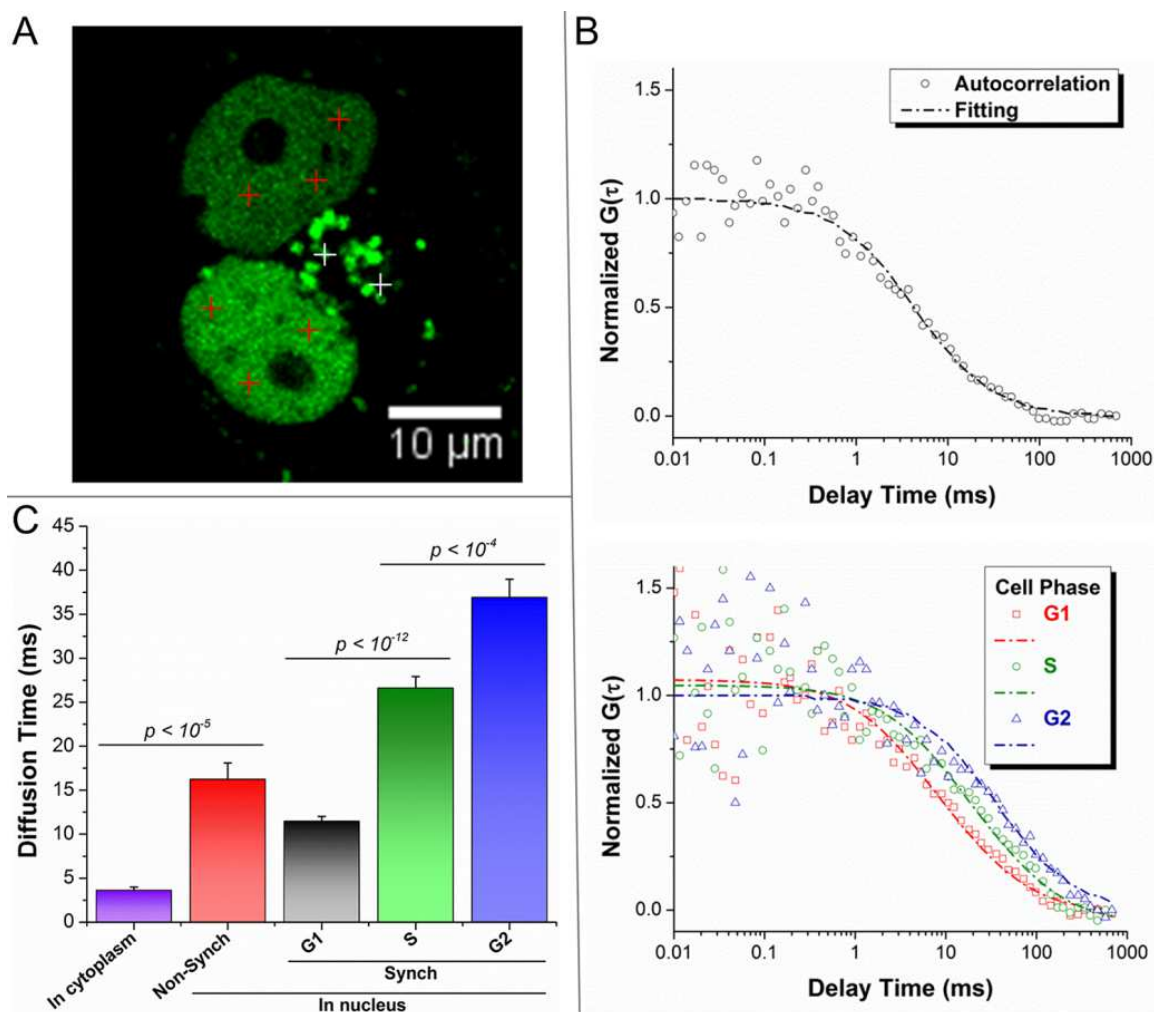 A
10 µm
B
1.5
1.0
0.5
0.0
Normalized G(τ)
Autocorrelation
Fitting
0.01 0.1 1 10 100 1000
Delay Time (ms)
C
45
40
35
30
25
20
15
10
5
0
Diffusion Time (ms)
p < 10⁻⁵
p < 10⁻¹²
p < 10⁻⁴
In cytoplasm
Non-Synch
G1
S
G2
Synch
In nucleus
1.5
1.0
0.5
0.0
Normalized G(τ)
Cell Phase
G1
S
G2
0.01 0.1 1 10 100 1000
Delay Time (ms)